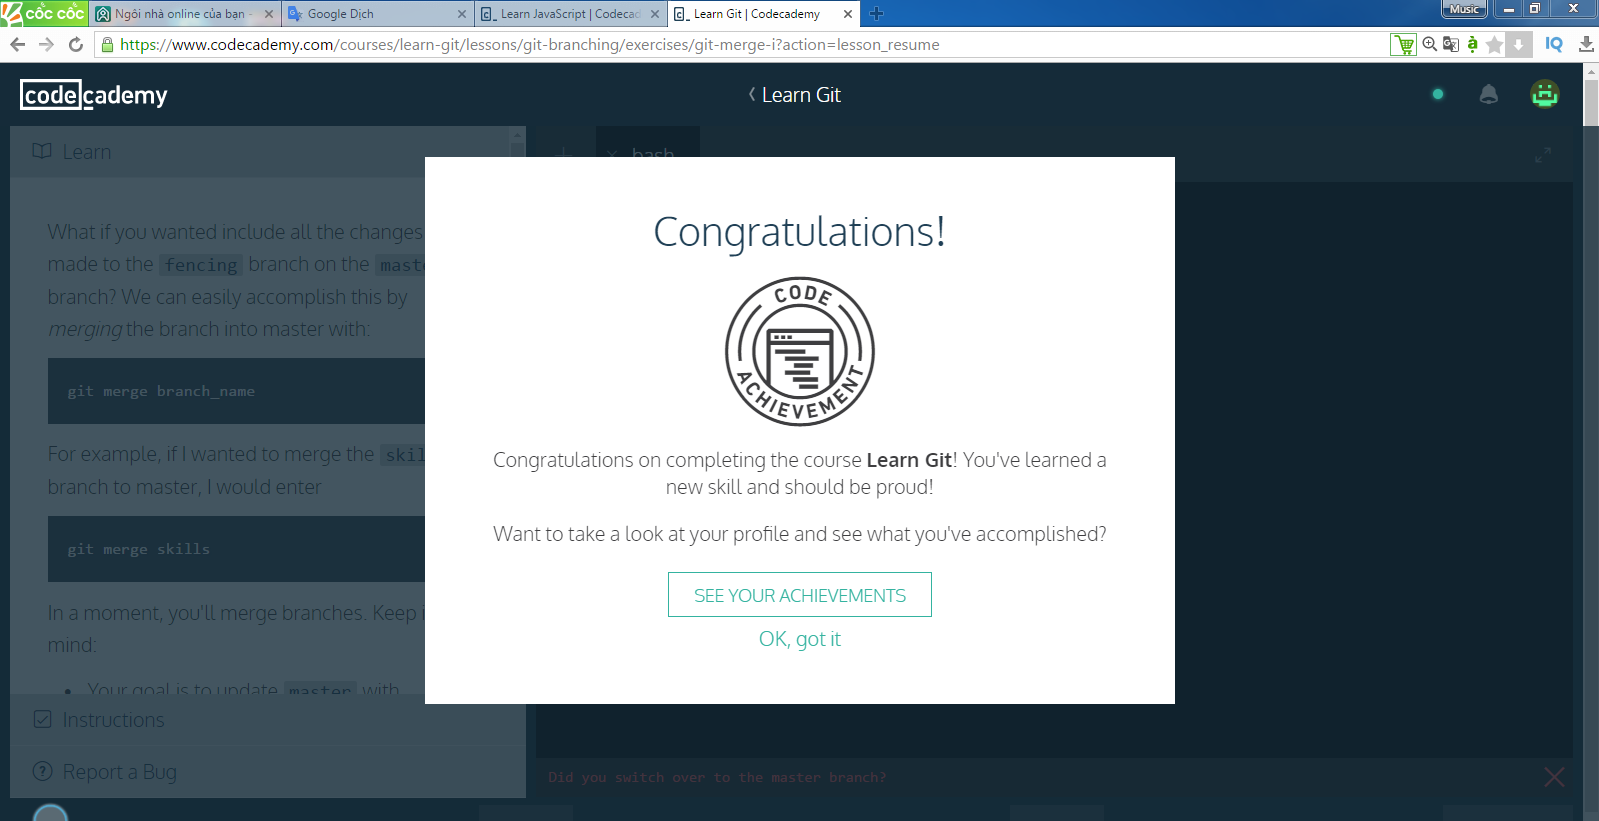 cốc cốc
Ngôi nhà online của bạn -
Google Dịch
Learn JavaScript | Codecad
Learn Git | Codecademy
Music
https://www.codecademy.com/courses/learn-git/lessons/git-branching/exercises/git-merge-i?action=lesson_resume
IQ
codecademy
Learn Git
Learn
bash
What if you wanted include all the changes
made to the fencing branch on the mast
branch? We can easily accomplish this by
merging the branch into master with:
git merge branch_name
For example, if I wanted to merge the skil
branch to master, I would enter
git merge skills
In a moment, you'll merge branches. Keep i
mind:
• Your goal is to update master with
Instructions
Report a Bug
Congratulations!
CODE
ACHIEVEMENT
Congratulations on completing the course Learn Git! You've learned a
new skill and should be proud!
Want to take a look at your profile and see what you've accomplished?
SEE YOUR ACHIEVEMENTS
OK, got it
Did you switch over to the master branch?